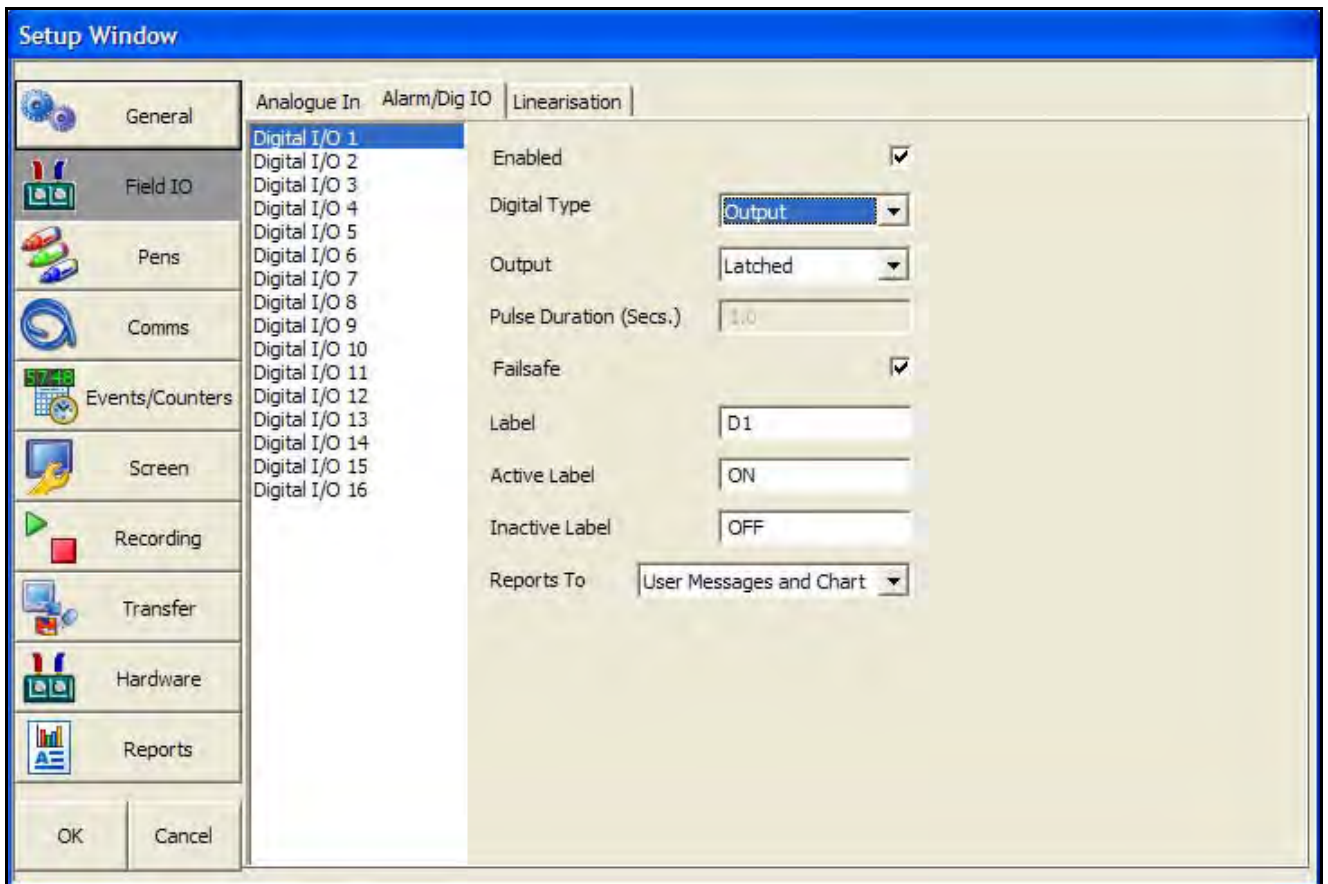 Setup Window
General
Field IO
Pens
Comms
57.48
Events/Counters
Screen
Recording
Transfer
Hardware
A
Reports
OK
Cancel
Analogue In
Alarm/Dig IO
Linearisation
Digital I/O 1
Digital I/O 2
Digital I/O 3
Digital I/O 4
Digital I/O 5
Digital I/O 6
Digital I/O 7
Digital I/O 8
Digital I/O 9
Digital I/O 10
Digital I/O 11
Digital I/O 12
Digital I/O 13
Digital I/O 14
Digital I/O 15
Digital I/O 16
Enabled
Digital Type
Output
Output
Latched
Pulse Duration (Secs.)
1.0
Failsafe
Label
D1
Active Label
ON
Inactive Label
OFF
Reports To
User Messages and Chart